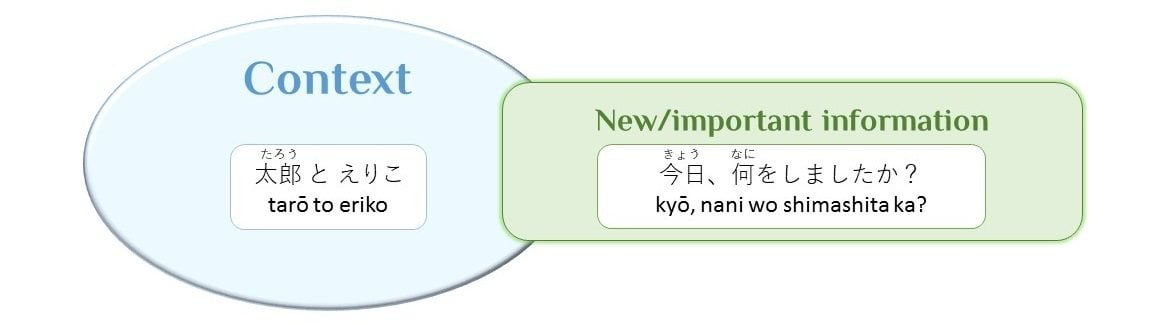 Context
たろう
太郎 と えりこ
tarō to eriko
New/important information
きょう なに
今日、何をしましたか？
kyō, nani wo shimashita ka?